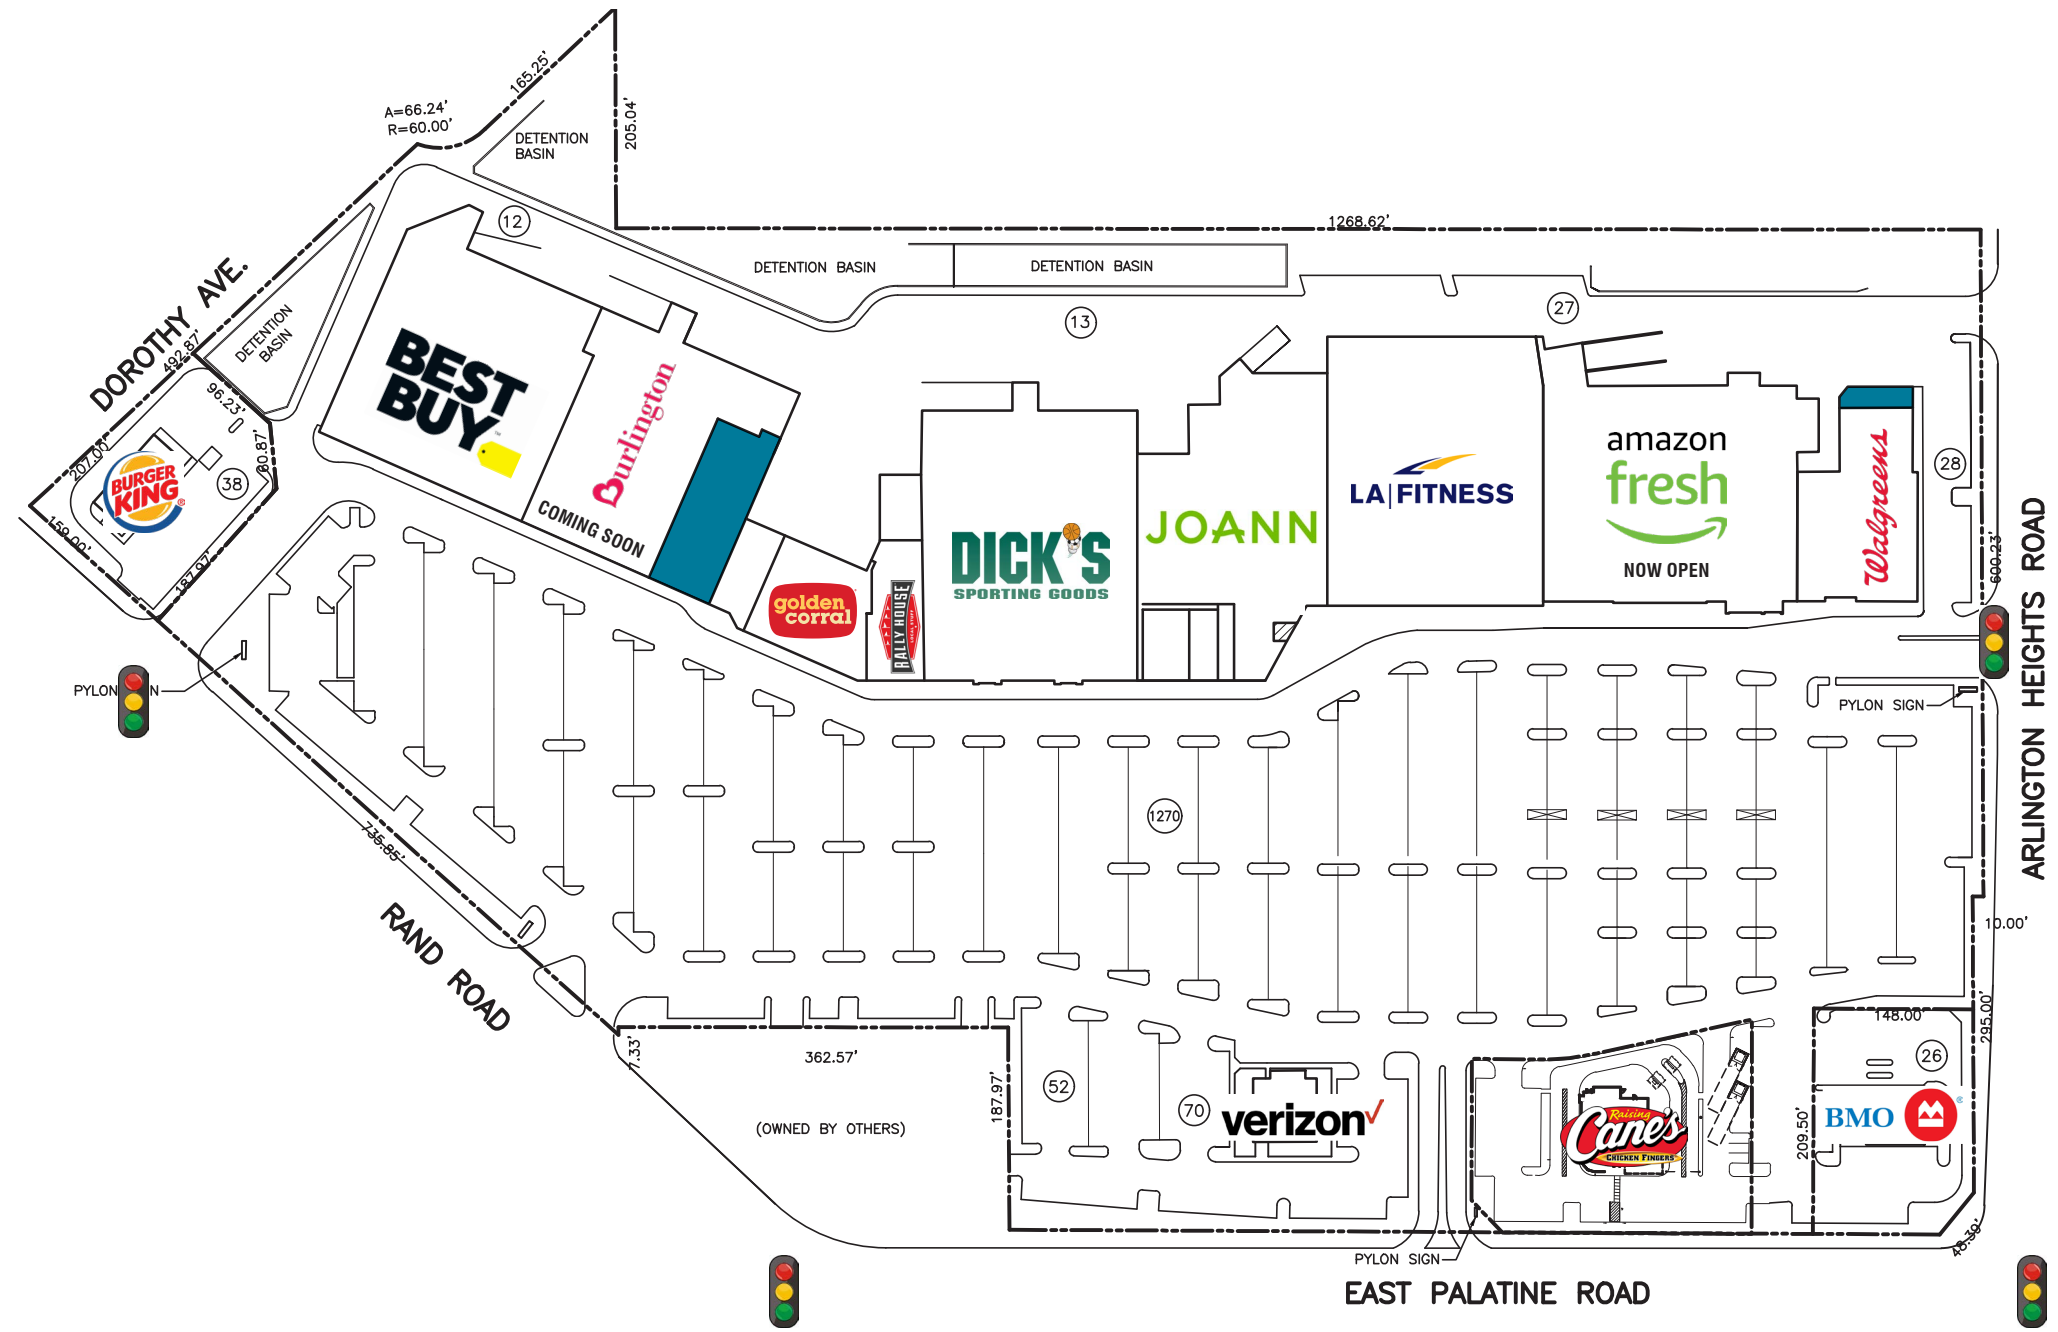 165.25'
A=66.24'
R=60.00'
DETENTION
BASIN
205.04'
12
1268.62'
DETENTION BASIN
DETENTION BASIN
13
27
DOROTHY AVE.
492.87'
DETENTION
BASIN
96.23'
60.87'
207.00'
BURGER
KING
®
38
159.00'
187.97'
BEST
BUY
Burlington
COMING SOON
golden
corral
RALLY HOUSE
DICK'S
SPORTING GOODS
JOANN
LA FITNESS
amazon
fresh
NOW OPEN
Walgreens
28
600.23'
ARLINGTON HEIGHTS ROAD
PYLON N
PYLON SIGN
735.85'
RAND ROAD
1270
10.00'
7.33'
362.57'
(OWNED BY OTHERS)
187.97'
52
70
verizon
Raising
Cane's
CHICKEN FINGERS
148.00
295.00'
26
BMO
®
209.50'
48.39'
PYLON SIGN
EAST PALATINE ROAD